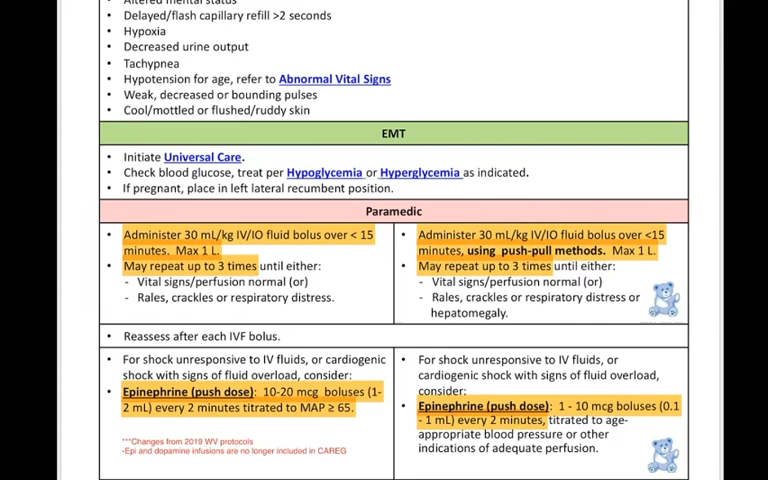 Altered mental status
• Delayed/flash capillary refill >2 seconds
• Hypoxia
• Decreased urine output
• Tachypnea
• Hypotension for age, refer to Abnormal Vital Signs
• Weak, decreased or bounding pulses
• Cool/mottled or flushed/ruddy skin
EMT
• Initiate Universal Care.
• Check blood glucose, treat per Hypoglycemia or Hyperglycemia as indicated.
• If pregnant, place in left lateral recumbent position.
Paramedic
• Administer 30 mL/kg IV/IO fluid bolus over < 15
minutes. Max 1 L.
• May repeat up to 3 times until either:
- Vital signs/perfusion normal (or)
- Rales, crackles or respiratory distress.
• Administer 30 mL/kg IV/IO fluid bolus over <15
minutes, using push-pull methods. Max 1 L.
• May repeat up to 3 times until either:
- Vital signs/perfusion normal (or)
- Rales, crackles or respiratory distress or
hepatomegaly.
• Reassess after each IVF bolus.
• For shock unresponsive to IV fluids, or cardiogenic
shock with signs of fluid overload, consider:
• Epinephrine (push dose): 10-20 mcg boluses (1-
2 mL) every 2 minutes titrated to MAP ≥ 65.
***Changes from 2019 WV protocols
-Epi and dopamine infusions are no longer included in CAREG
• For shock unresponsive to IV fluids, or
cardiogenic shock with signs of fluid overload,
consider:
• Epinephrine (push dose): 1 - 10 mcg boluses (0.1
- 1 mL) every 2 minutes, titrated to age-
appropriate blood pressure or other
indications of adequate perfusion.